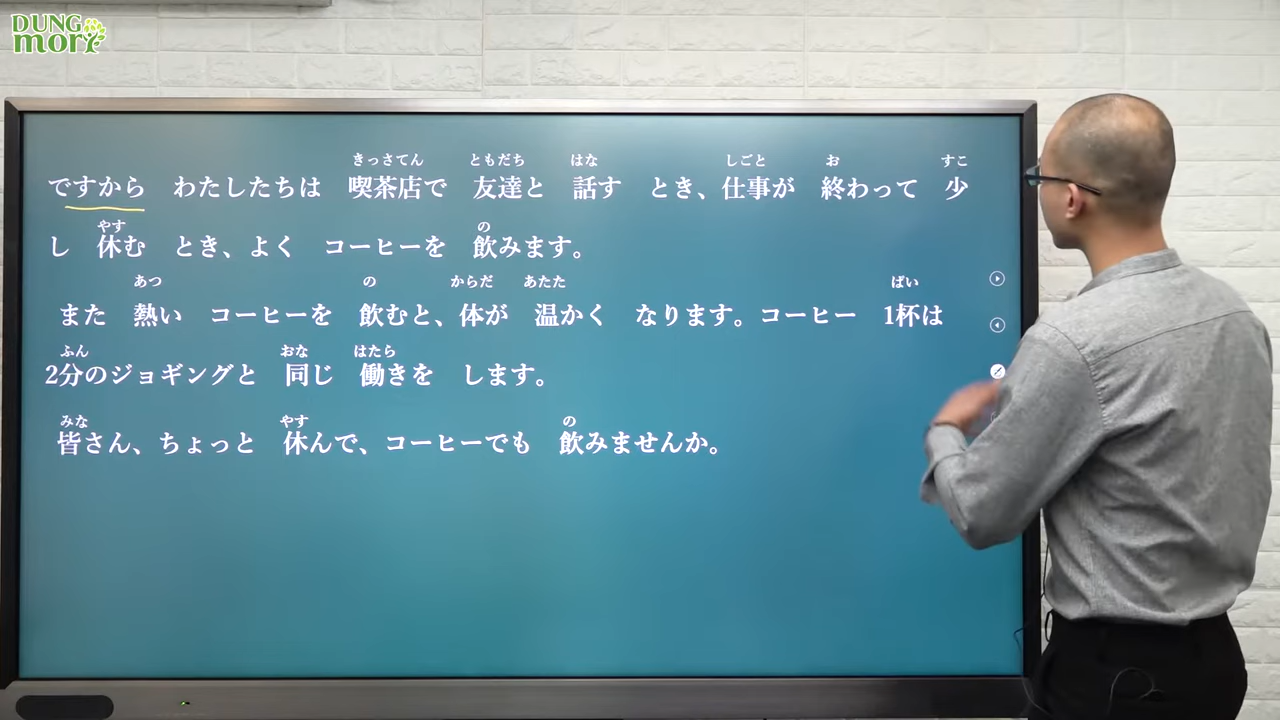 DUNG
mori
きっさてん ともだち はな しごと お すこ
ですから わたしたちは 喫茶店で 友達と 話す とき、仕事が 終わって 少
やす の
し 休む とき、よく コーヒーを 飲みます。
あつ の からだ あたた ばい
また 熱い コーヒーを 飲むと、体が 温かく なります。コーヒー 1杯は
ふん おな はたら
2分のジョギングと 同じ 働きを します。
みな やす の
皆さん、ちょっと 休んで、コーヒーでも 飲みませんか。